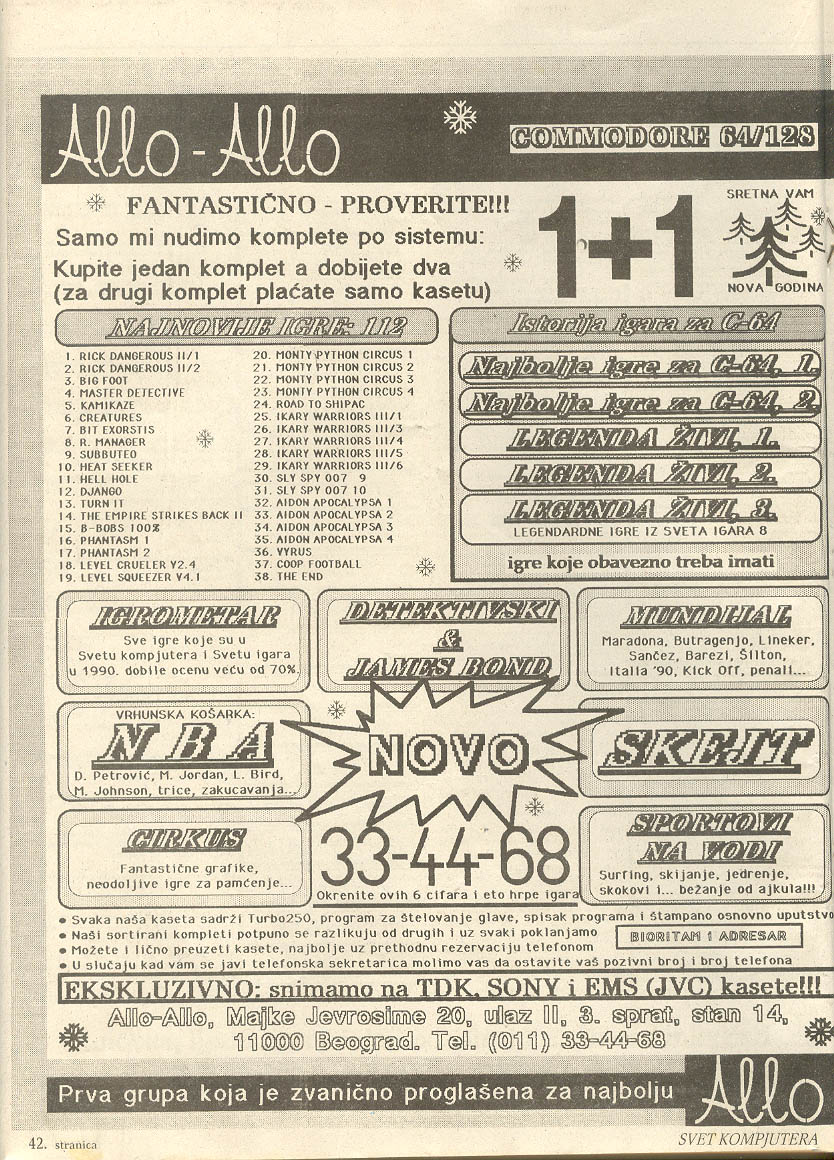 Allo - Allo
COMMODORE 64/128
FANTASTIČNO - PROVERITE!!!
Samo mi nudimo komplete po sistemu:
Kupite jedan komplet a dobijete dva
(za drugi komplet plaćate samo kasetu)
1+1
SRETNA VAM
NOVA GODINA
NAJNOVIJE IGRE: 112
1. RICK DANGEROUS II/1
2. RICK DANGEROUS II/2
3. BIG FOOT
4. MASTER DETECTIVE
5. KAMIKAZE
6. CREATURES
7. BIT EXORSTIS
8. R. MANAGER
9. SUBBUTEO
10. HEAT SEEKER
11. HELL HOLE
12. DJANGO
13. TURN IT
14. THE EMPIRE STRIKES BACK II
15. B-BOBS 100%
16. PHANTASM 1
17. PHANTASM 2
18. LEVEL CRUELER V2.4
19. LEVEL SQUEEZER V4.1
20. MONTY PYTHON CIRCUS 1
21. MONTY PYTHON CIRCUS 2
22. MONTY PYTHON CIRCUS 3
23. MONTY PYTHON CIRCUS 4
24. ROAD TO SHIPAC
25. IKARY WARRIORS III/1
26. IKARY WARRIORS III/3
27. IKARY WARRIORS III/4
28. IKARY WARRIORS III/5
29. IKARY WARRIORS III/6
30. SLY SPY 007 9
31. SLY SPY 007 10
32. AIDON APOCALYPSA 1
33. AIDON APOCALYPSA 2
34. AIDON APOCALYPSA 3
35. AIDON APOCALYPSA 4
36. VYRUS
37. COOP FOOTBALL
38. THE END
Istorija igara za C-64
Najbolje igre za C-64, 1.
Najbolje igre za C-64, 2.
LEGENDA ŽIVI, 1.
LEGENDA ŽIVI, 2.
LEGENDA ŽIVI, 3.
LEGENDARDNE IGRE IZ SVETA IGARA 8
igre koje obavezno treba imati
IGROMETAR
Sve igre koje su u
Svetu kompjutera i Svetu igara
u 1990. dobile ocenu veću od 70%.
DETEKTIVSKI
&
JAMES BOND
MUNDIJAL
Maradona, Butragenjo, Lineker,
Sančez, Barezi, Šilton,
Italia '90, Kick Off, penali...
VRHUNSKA KOŠARKA:
NBA
D. Petrović, M. Jordan, L. Bird,
M. Johnson, trice, zakucavanja...
NOVO
SKEJT
CIRKUS
Fantastične grafike,
neodoljive igre za pamćenje...
33-44-68
Okrenite ovih 6 cifara i eto hrpe igara
SPORTOVI
NA VODI
Surfing, skijanje, jedrenje,
skokovi i... bežanje od ajkula!!!
• Svaka naša kaseta sadrži Turbo250, program za štelovanje glave, spisak programa i štampano osnovno uputstvo
• Naši sortirani kompleti potpuno se razlikuju od drugih i uz svaki poklanjamo
BIORITAM i ADRESAR
• Možete i lično preuzeti kasete, najbolje uz prethodnu rezervaciju telefonom
• U slučaju kad vam se javi telefonska sekretarica molimo vas da ostavite vaš pozivni broj i broj telefona
EKSKLUZIVNO: snimamo na TDK, SONY i EMS (JVC) kasete!!!
Allo-Allo, Majke Jevrosime 20, ulaz II, 3. sprat, stan 14,
11000 Beograd. Tel. (011) 33-44-68
Prva grupa koja je zvanično proglašena za najbolju
Allo
42. stranica
SVET KOMPJUTERA